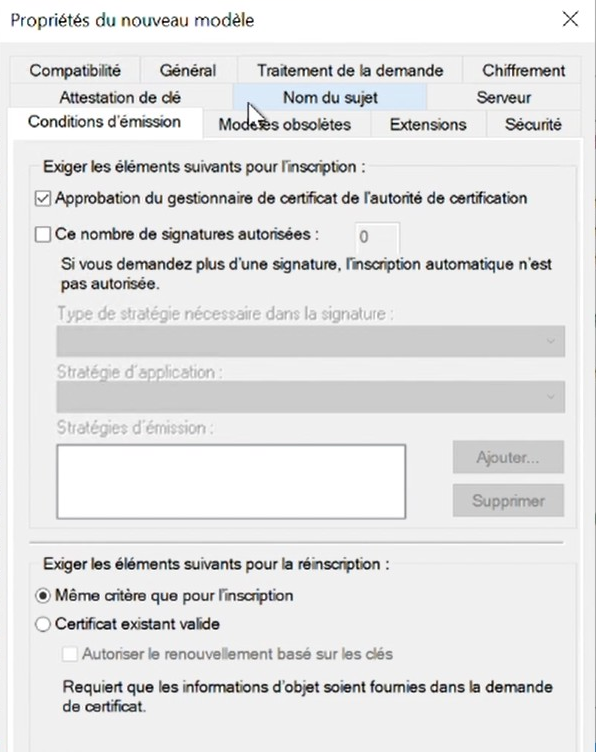 Propriétés du nouveau modèle
Compatibilité Général Traitement de la demande Chiffrement
Attestation de clé Nom du sujet Serveur
Conditions d'émission Modèles obsolètes Extensions Sécurité
Exiger les éléments suivants pour l'inscription :
Approbation du gestionnaire de certificat de l'autorité de certification
Ce nombre de signatures autorisées : 0
Si vous demandez plus d'une signature, l'inscription automatique n'est
pas autorisée.
Type de stratégie nécessaire dans la signature :
Stratégie d'application :
Stratégies d'émission :
Ajouter...
Supprimer
Exiger les éléments suivants pour la réinscription :
Même critère que pour l'inscription
Certificat existant valide
Autoriser le renouvellement basé sur les clés
Requiert que les informations d'objet soient fournies dans la demande
de certificat.